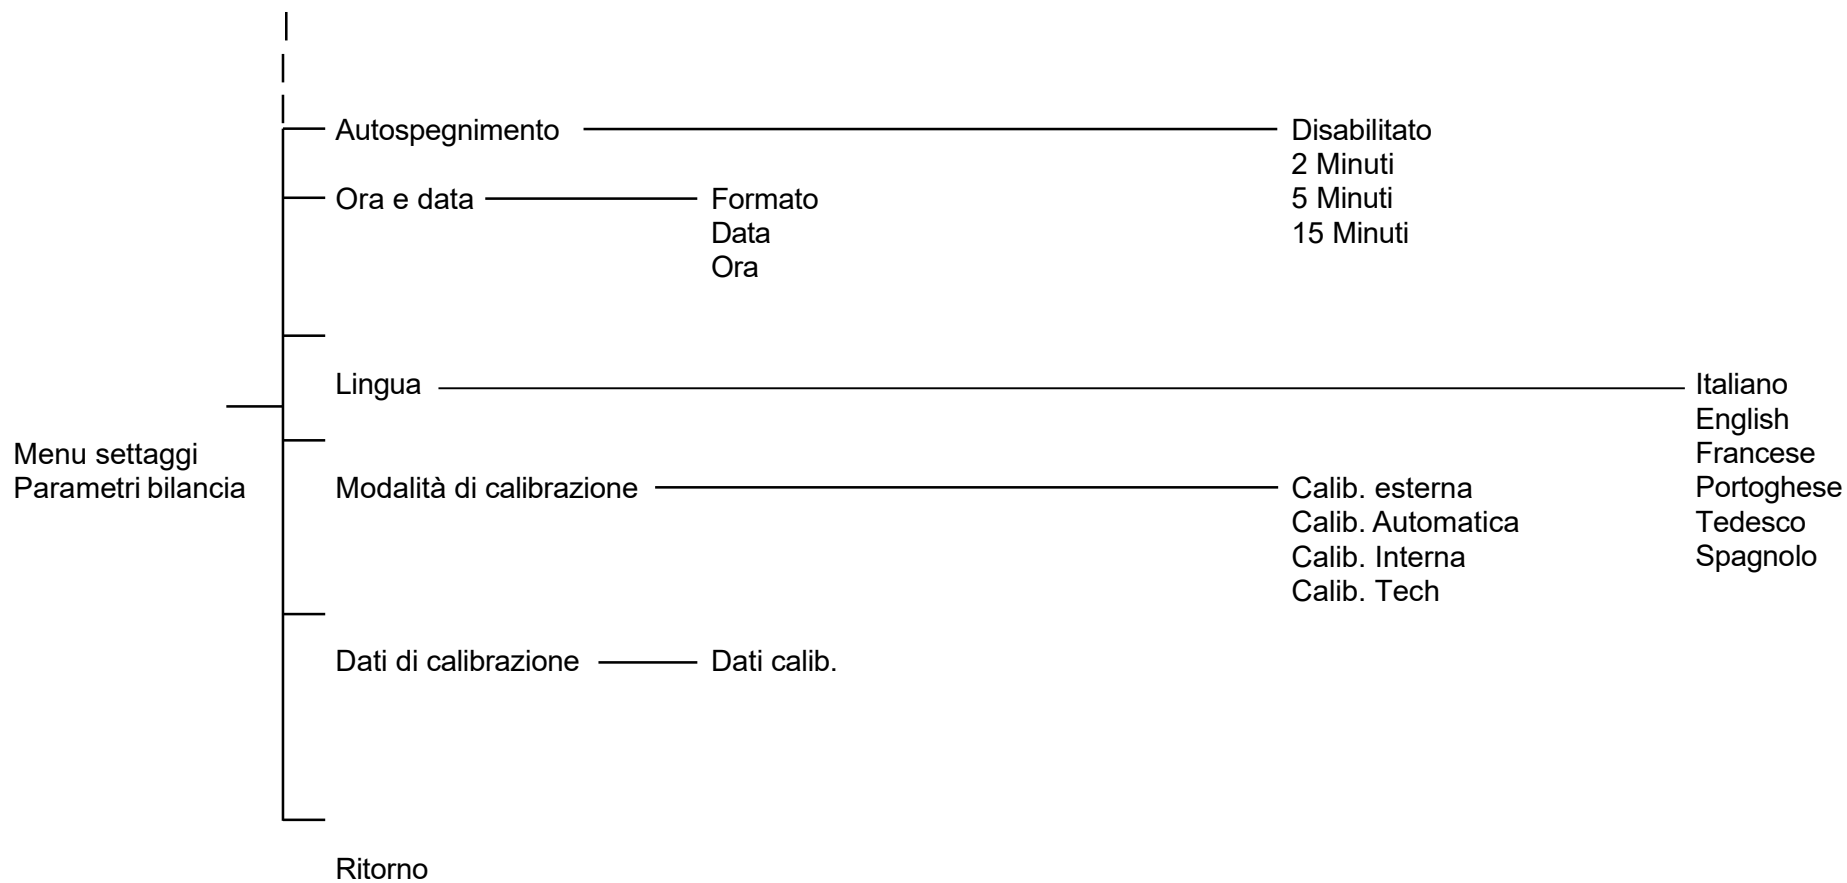 Autospegnimento
Disabilitato
2 Minuti
5 Minuti
15 Minuti
Ora e data
Formato
Data
Ora
Lingua
Italiano
English
Francese
Portoghese
Tedesco
Spagnolo
Menu settaggi
Parametri bilancia
Modalità di calibrazione
Calib. esterna
Calib. Automatica
Calib. Interna
Calib. Tech
Dati di calibrazione
Dati calib.
Ritorno